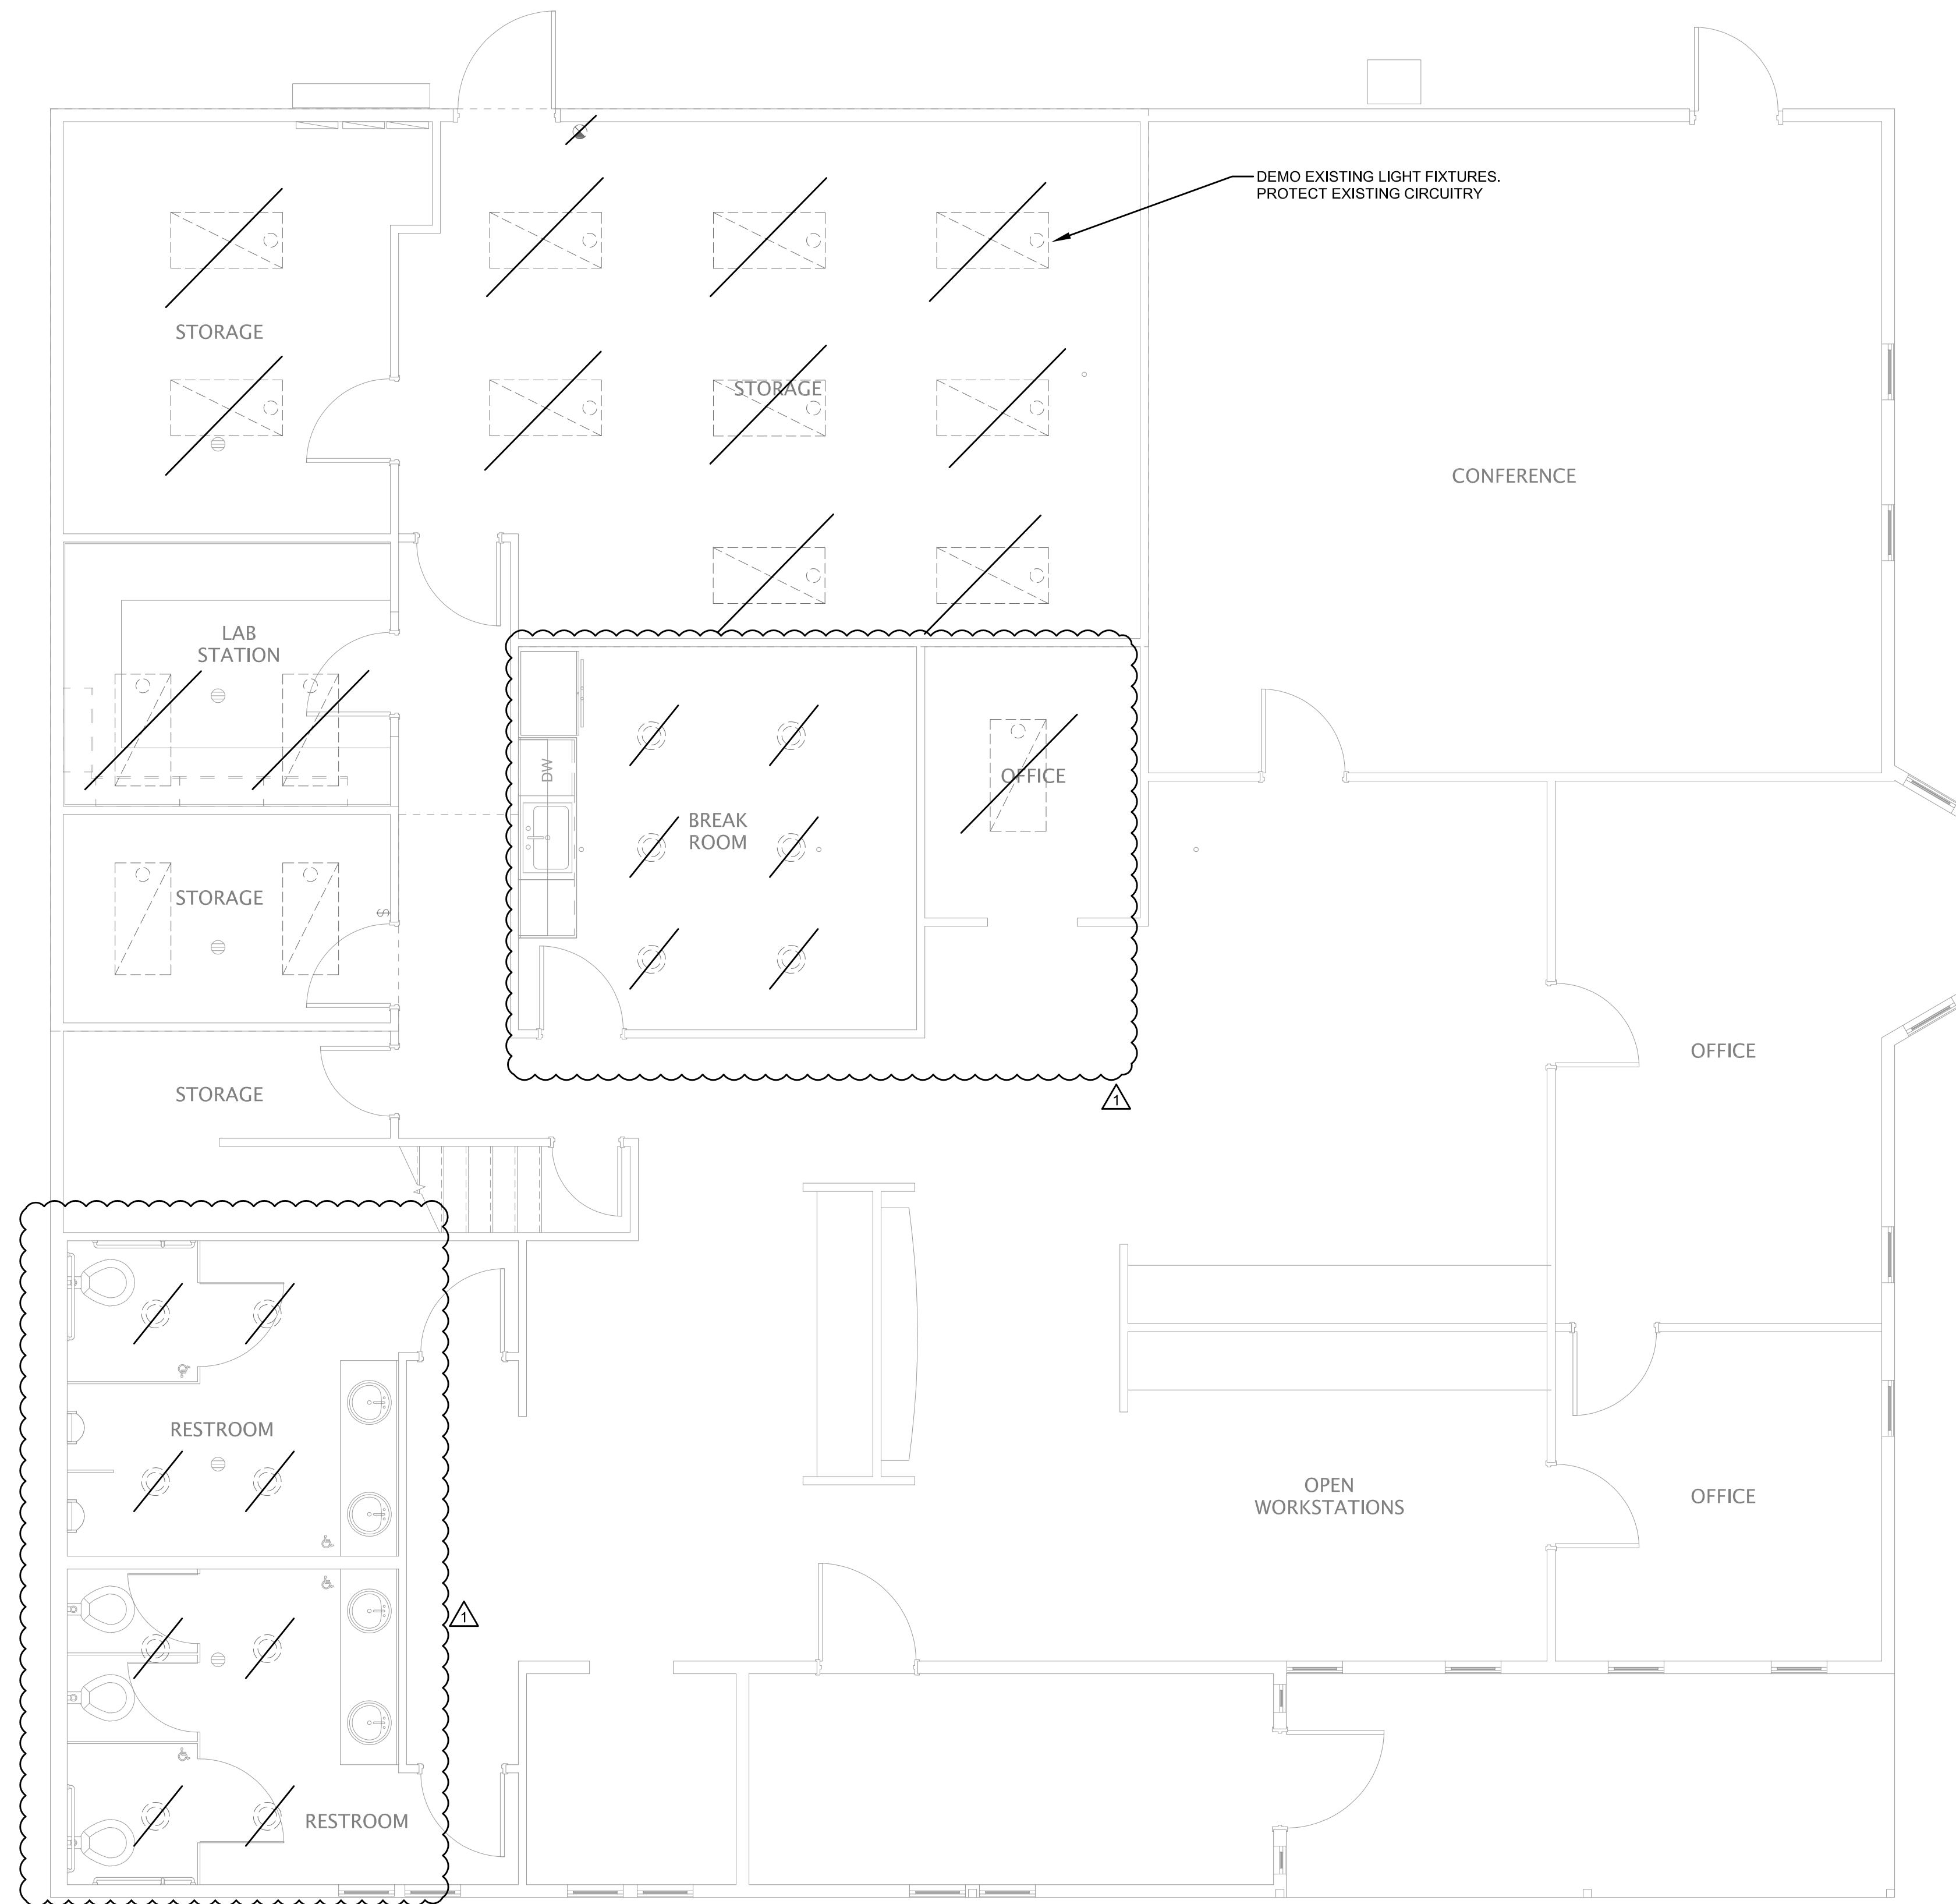 DEMO EXISTING LIGHT FIXTURES.
PROTECT EXISTING CIRCUITRY
STORAGE
STORAGE
CONFERENCE
LAB
STATION
DW
OFFICE
BREAK
ROOM
STORAGE
$
OFFICE
STORAGE
1
RESTROOM
OPEN
WORKSTATIONS
OFFICE
1
RESTROOM